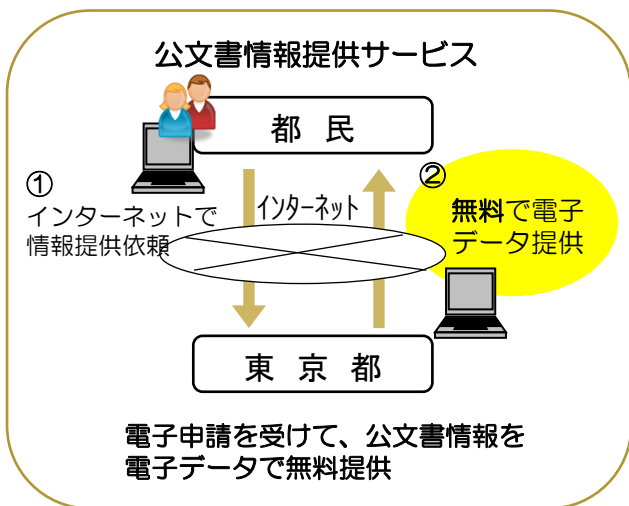 公文書情報提供サービス
都 民
①
インターネットで
情報提供依頼
ｲﾝﾀｰﾈｯﾄ
②
無料で電子
データ提供
東 京 都
電子申請を受けて、公文書情報を
電子データで無料提供